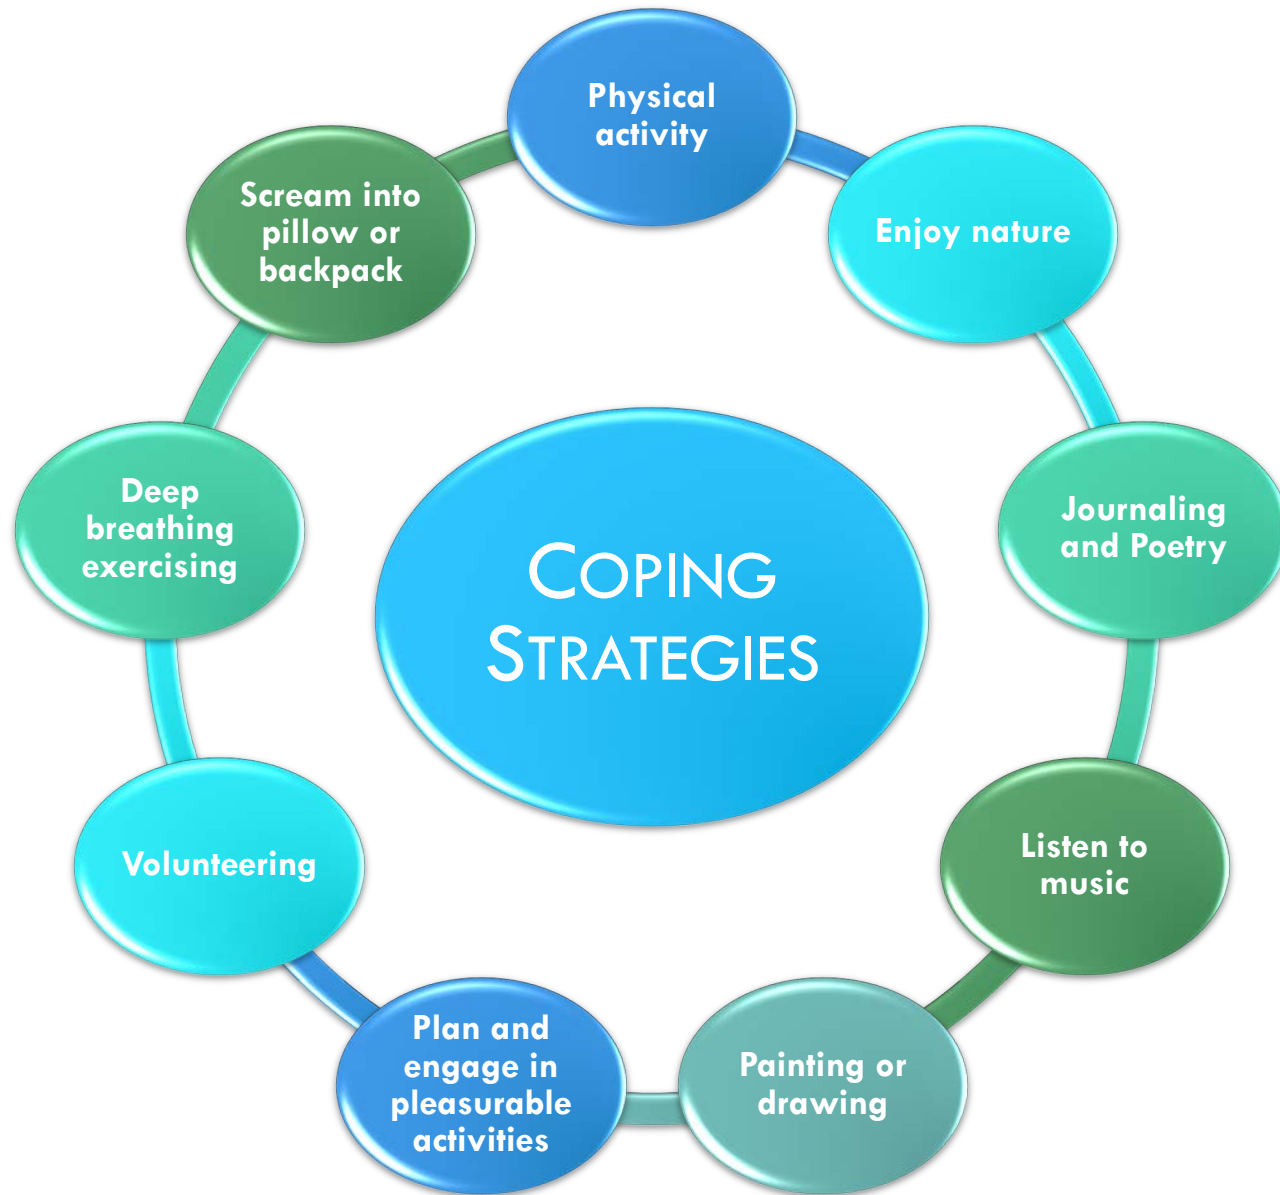 Physical
activity
Enjoy nature
Journaling
and Poetry
Listen to
music
Painting or
drawing
Plan and
engage in
pleasurable
activities
Volunteering
Deep
breathing
exercising
Scream into
pillow or
backpack
COPING
STRATEGIES